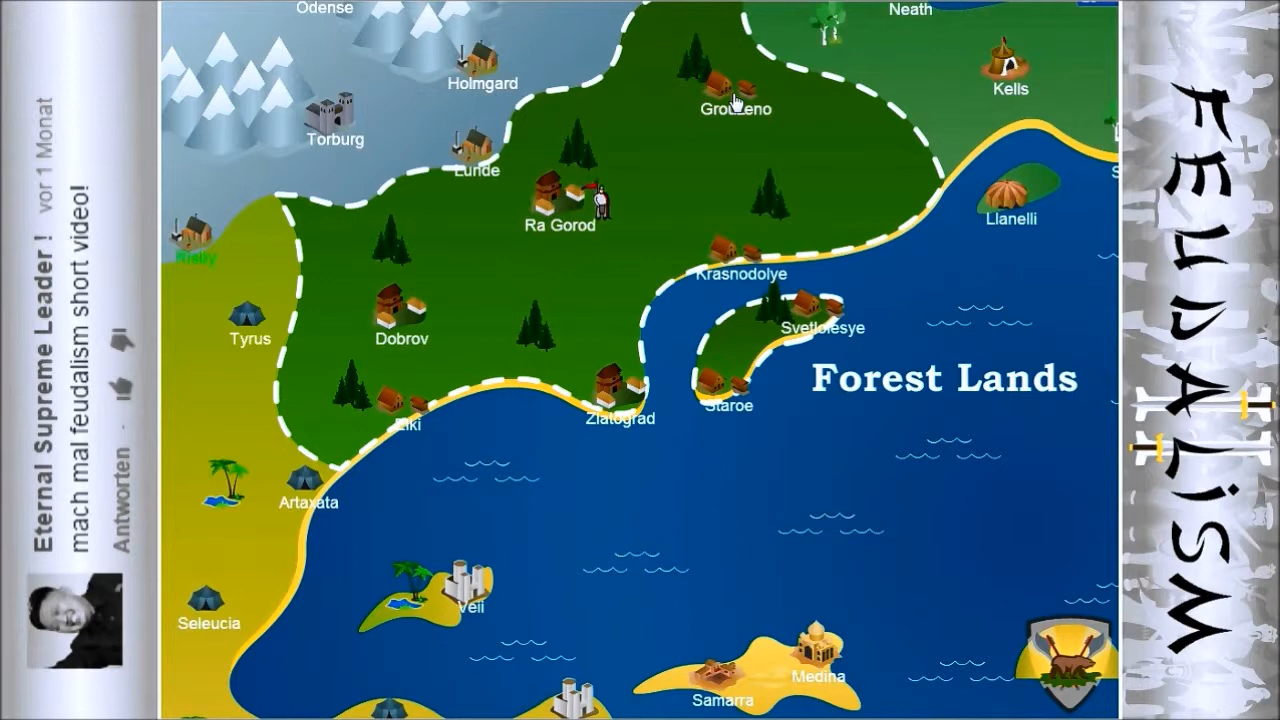 Eternal Supreme Leader ! vor 1 Monat
mach mal feudalism short video!
Antworten
Odense
Neath
Holmgard
Kells
Torburg
Lunde
Ra Gorod
Llanelli
Krasnodolye
Tyrus
Dobrov
Svetlolesye
Forest Lands
Staroe
Zlatograd
Artaxata
Veii
Seleucia
Medina
Samarra
FEUDALiSM